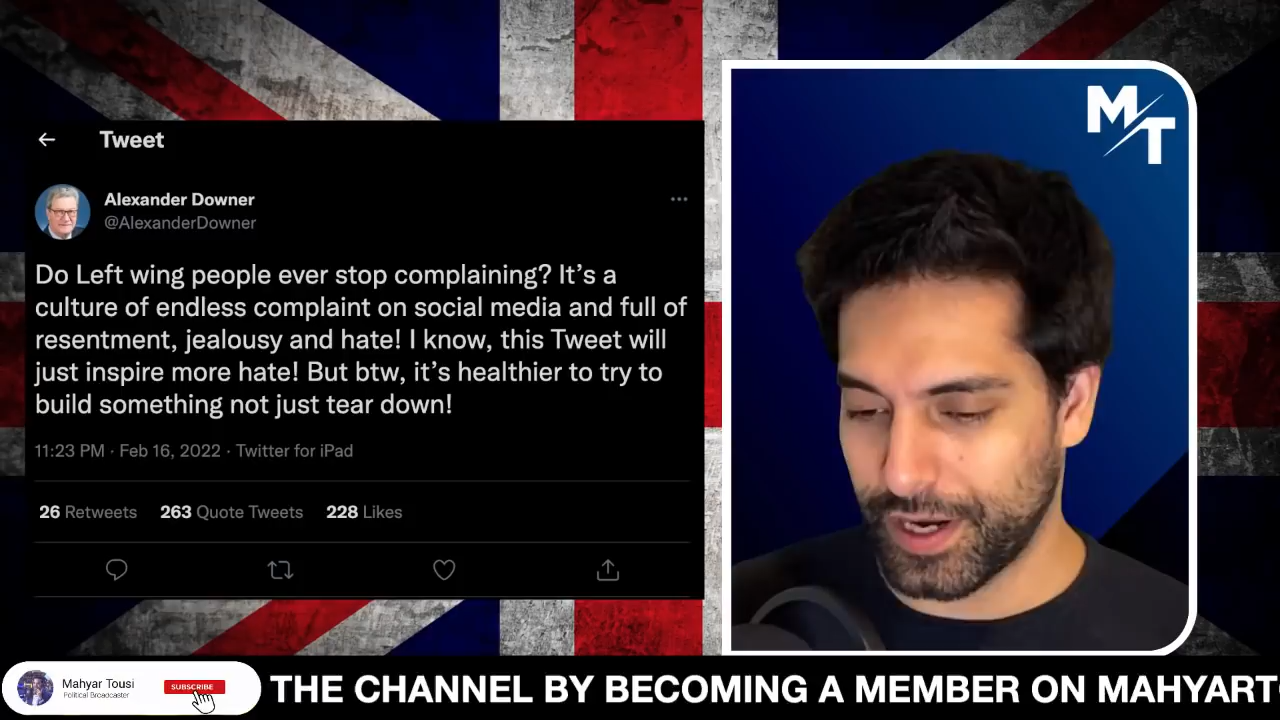 Tweet
Alexander Downer
@AlexanderDowner
Do Left wing people ever stop complaining? It’s a
culture of endless complaint on social media and full of
resentment, jealousy and hate! I know, this Tweet will
just inspire more hate! But btw, it’s healthier to try to
build something not just tear down!
11:23 PM · Feb 16, 2022 · Twitter for iPad
26 Retweets 263 Quote Tweets 228 Likes
MT
Mahyar Tousi
Political Broadcaster
SUBSCRIBE
THE CHANNEL BY BECOMING A MEMBER ON MAHYART